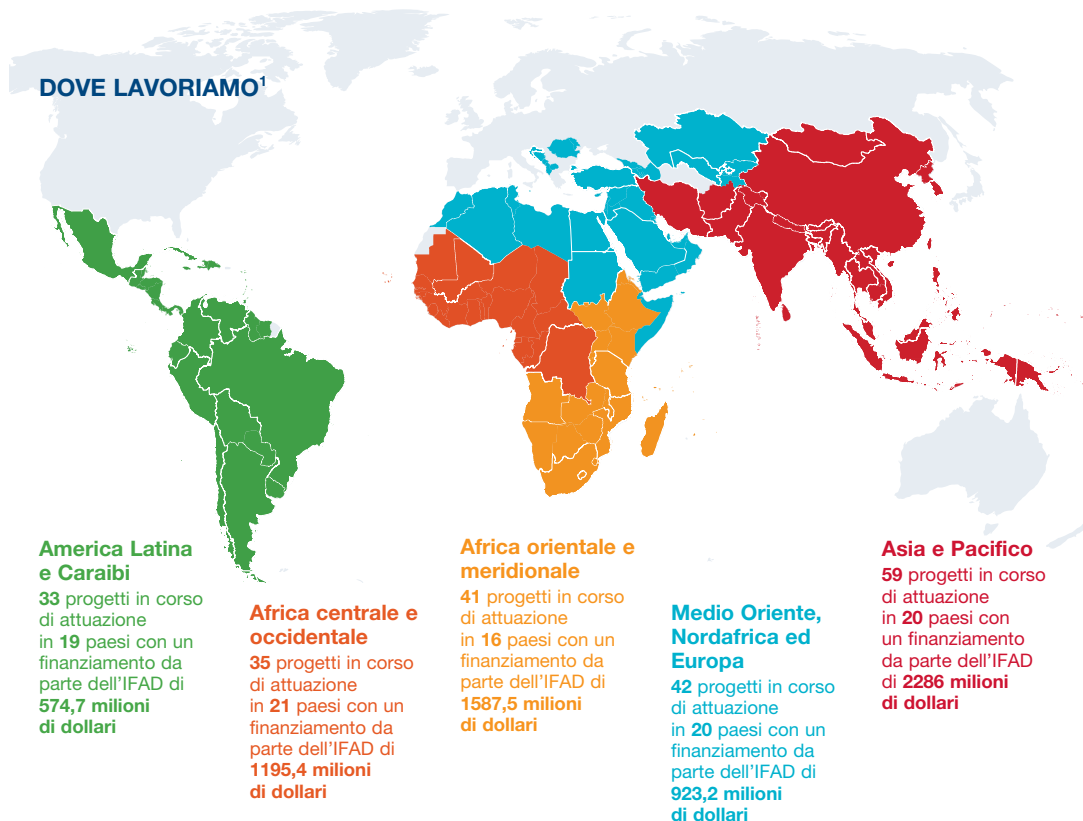 DOVE LAVORIAMO¹
America Latina
e Caraibi
33 progetti in corso
di attuazione
in 19 paesi con un
finanziamento da
parte dell'IFAD di
574,7 milioni
di dollari
Africa centrale e
occidentale
35 progetti in corso
di attuazione
in 21 paesi con un
finanziamento da
parte dell'IFAD di
1195,4 milioni
di dollari
Africa orientale e
meridionale
41 progetti in corso
di attuazione
in 16 paesi con un
finanziamento da
parte dell'IFAD di
1587,5 milioni
di dollari
Medio Oriente,
Nordafrica ed
Europa
42 progetti in corso
di attuazione
in 20 paesi con un
finanziamento da
parte dell'IFAD di
923,2 milioni
di dollari
Asia e Pacifico
59 progetti in corso
di attuazione
in 20 paesi con
un finanziamento
da parte dell'IFAD
di 2286 milioni
di dollari